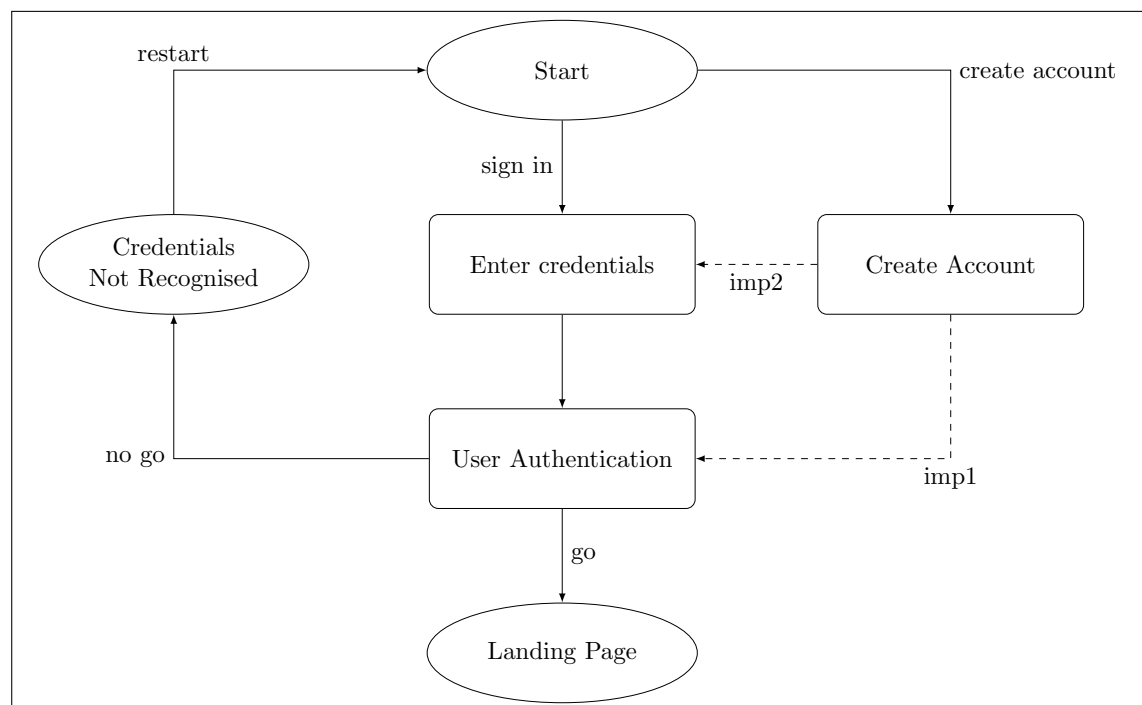 restart
Start
create account
sign in
Credentials
Not Recognised
Enter credentials
imp2
Create Account
no go
User Authentication
imp1
go
Landing Page